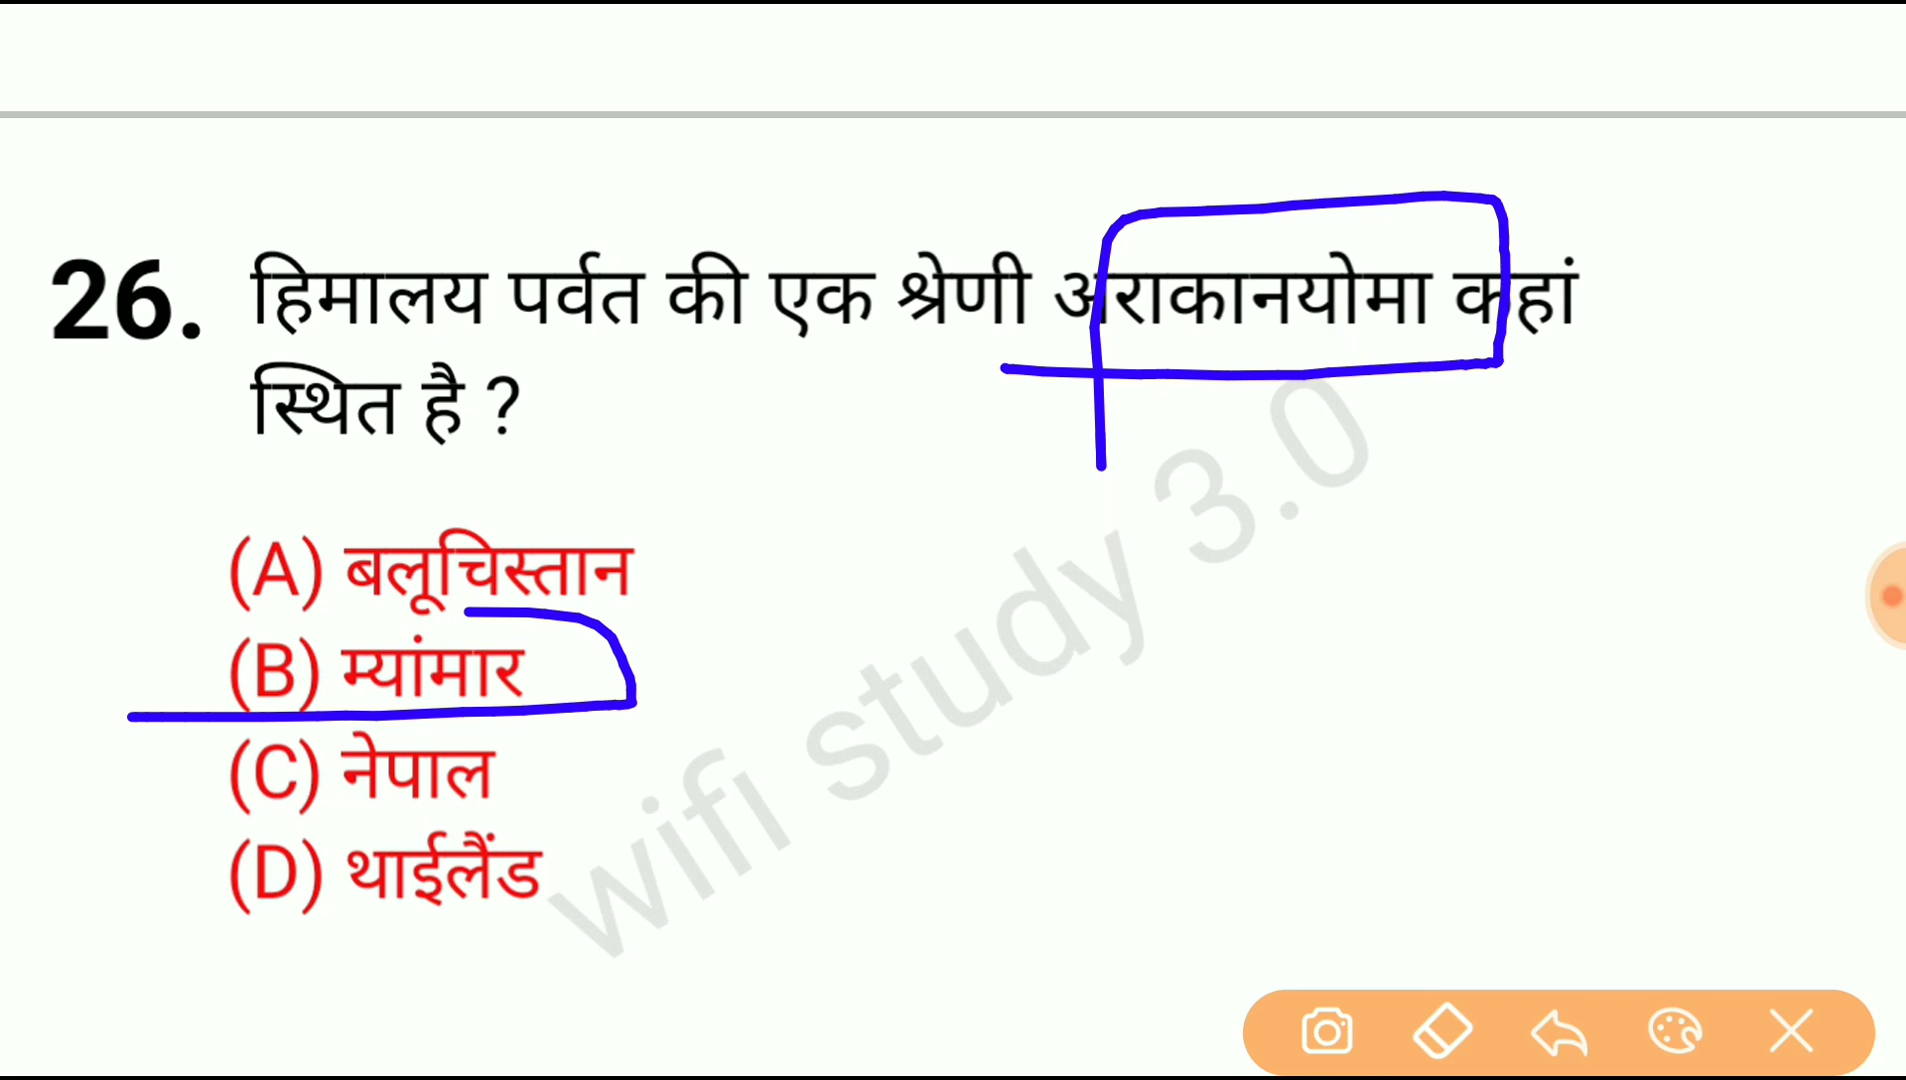 26. हिमालय पर्वत की एक श्रेणी अराकानयोमा कहां
स्थित है ?
(A) बलूचिस्तान
(B) म्यांमार
(C) नेपाल
(D) थाईलैंड
wifi study 3.0